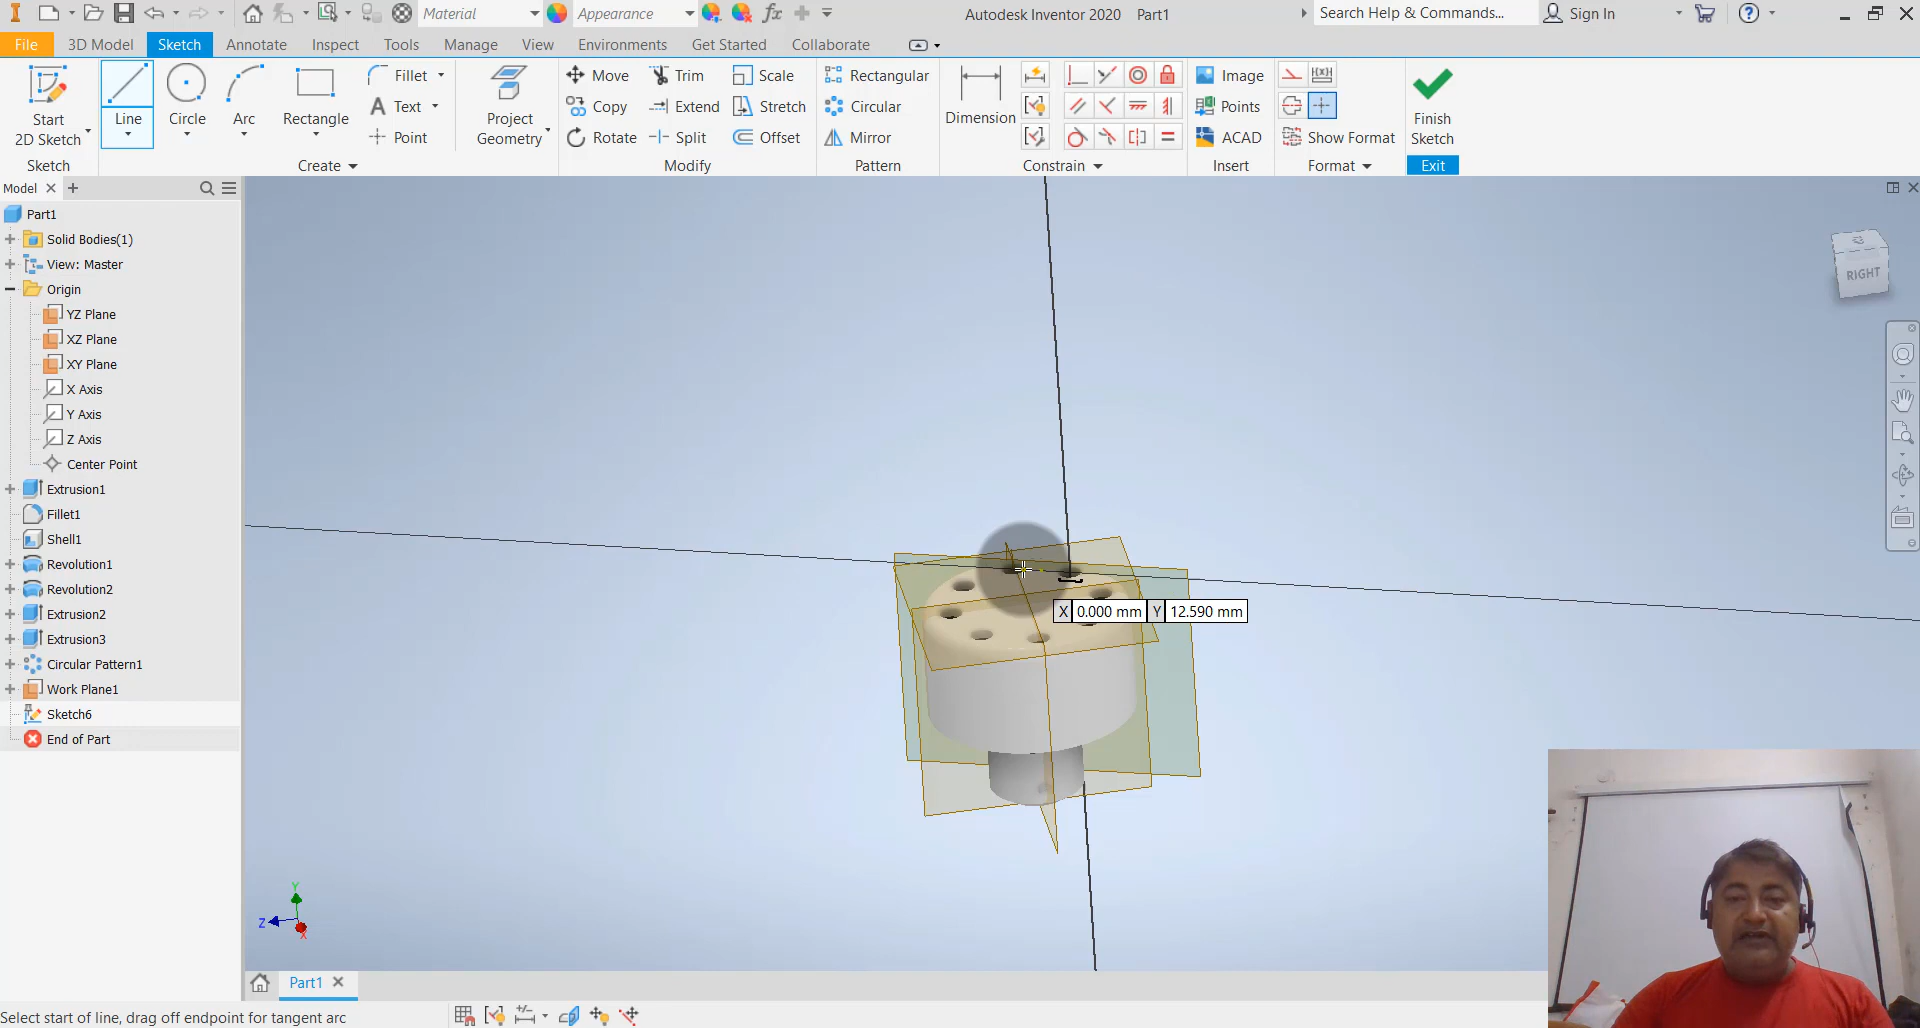 Material
Appearance
Autodesk Inventor 2020 Part1
Search Help & Commands...
Sign In
File 3D Model Sketch Annotate Inspect Tools Manage View Environments Get Started Collaborate
Start 2D Sketch
Line
Circle
Arc
Rectangle
Fillet
Text
Point
Project Geometry
Move
Copy
Rotate
Trim
Extend
Split
Scale
Stretch
Offset
Rectangular
Circular
Mirror
Dimension
Image
Points
ACAD
Show Format
Finish Sketch
Sketch Create Modify Pattern Constrain Insert Format Exit
Model
Part1
Solid Bodies(1)
View: Master
Origin
YZ Plane
XZ Plane
XY Plane
X Axis
Y Axis
Z Axis
Center Point
Extrusion1
Fillet1
Shell1
Revolution1
Revolution2
Extrusion2
Extrusion3
Circular Pattern1
Work Plane1
Sketch6
End of Part
RIGHT
X 0.000 mm Y 12.590 mm
Y
Z
X
Part1
Select start of line, drag off endpoint for tangent arc